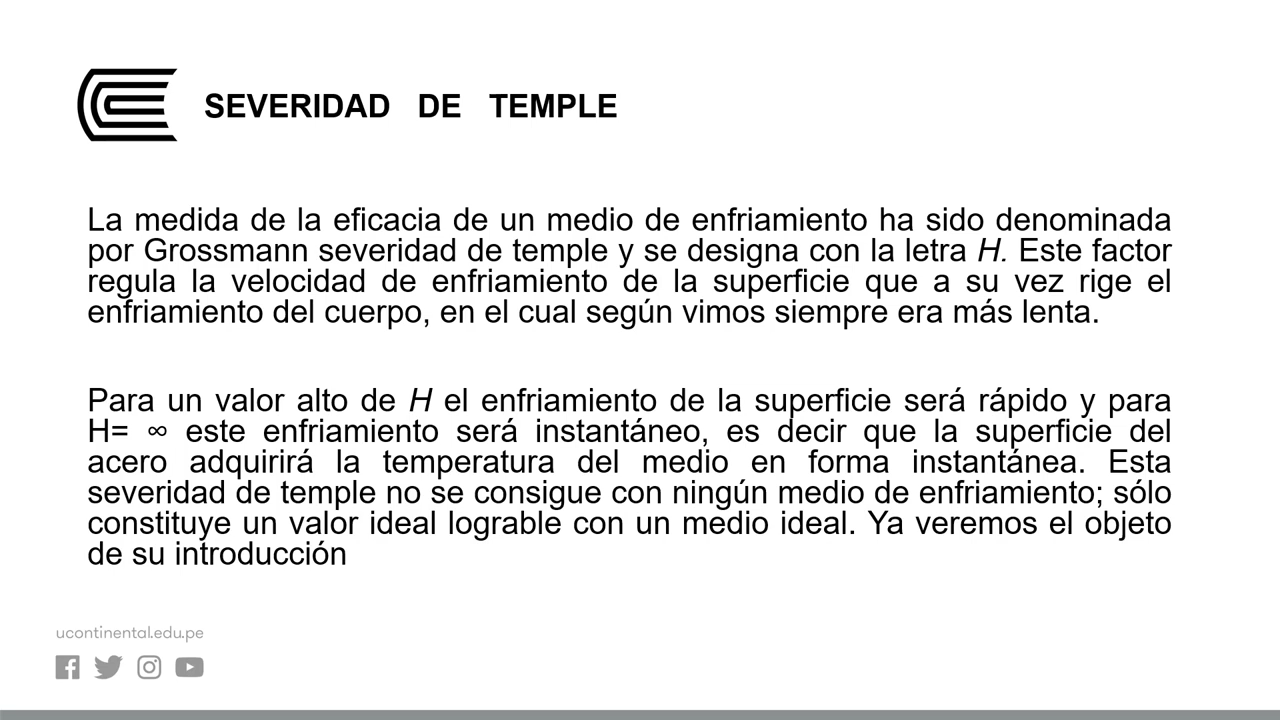 SEVERIDAD DE TEMPLE
La medida de la eficacia de un medio de enfriamiento ha sido denominada
por Grossmann severidad de temple y se designa con la letra H. Este factor
regula la velocidad de enfriamiento de la superficie que a su vez rige el
enfriamiento del cuerpo, en el cual según vimos siempre era más lenta.
Para un valor alto de H el enfriamiento de la superficie será rápido y para
H= ∞ este enfriamiento será instantáneo, es decir que la superficie del
acero adquirirá la temperatura del medio en forma instantánea. Esta
severidad de temple no se consigue con ningún medio de enfriamiento; sólo
constituye un valor ideal lograble con un medio ideal. Ya veremos el objeto
de su introducción
ucontinental.edu.pe